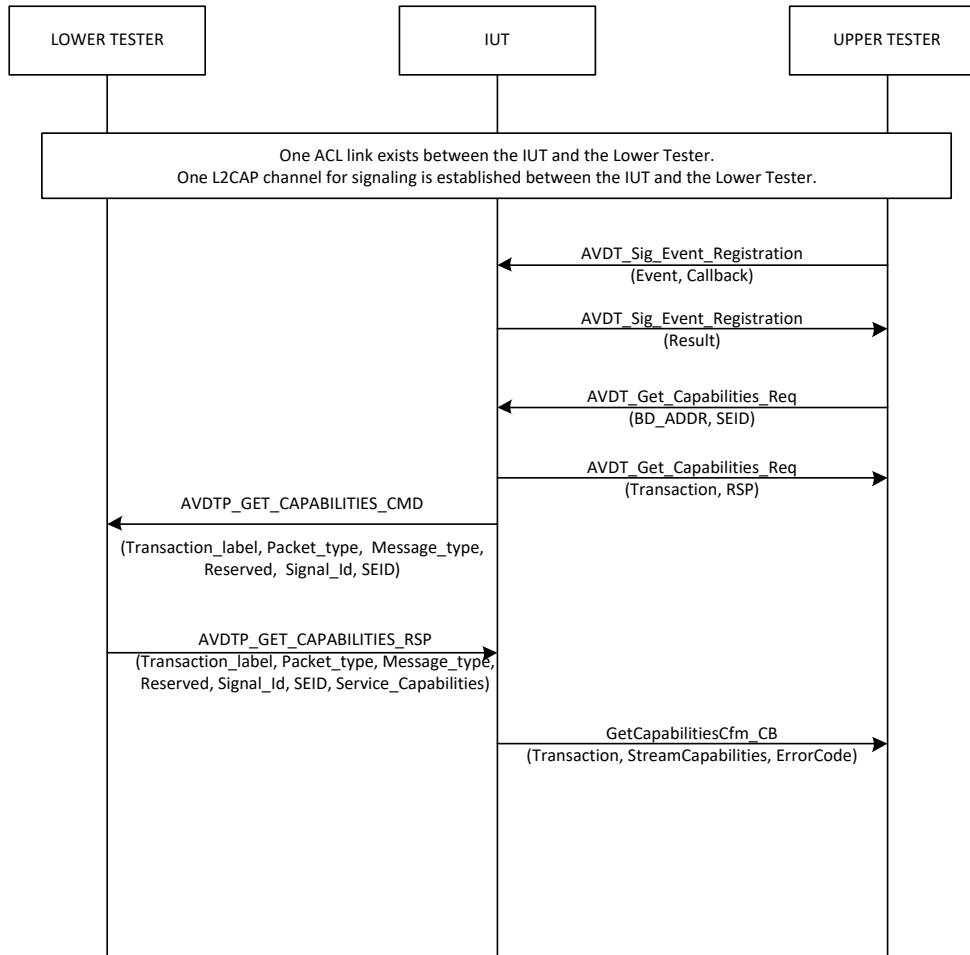 LOWER TESTER
IUT
UPPER TESTER
One ACL link exists between the IUT and the Lower Tester.
One L2CAP channel for signaling is established between the IUT and the Lower Tester.
AVDT_Sig_Event_Registration
(Event, Callback)
AVDT_Sig_Event_Registration
(Result)
AVDT_Get_Capabilities_Req
(BD_ADDR, SEID)
AVDT_Get_Capabilities_Req
(Transaction, RSP)
AVDTP_GET_CAPABILITIES_CMD
(Transaction_label, Packet_type, Message_type,
Reserved, Signal_Id, SEID)
AVDTP_GET_CAPABILITIES_RSP
(Transaction_label, Packet_type, Message_type,
Reserved, Signal_Id, SEID, Service_Capabilities)
GetCapabilitiesCfm_CB
(Transaction, StreamCapabilities, ErrorCode)